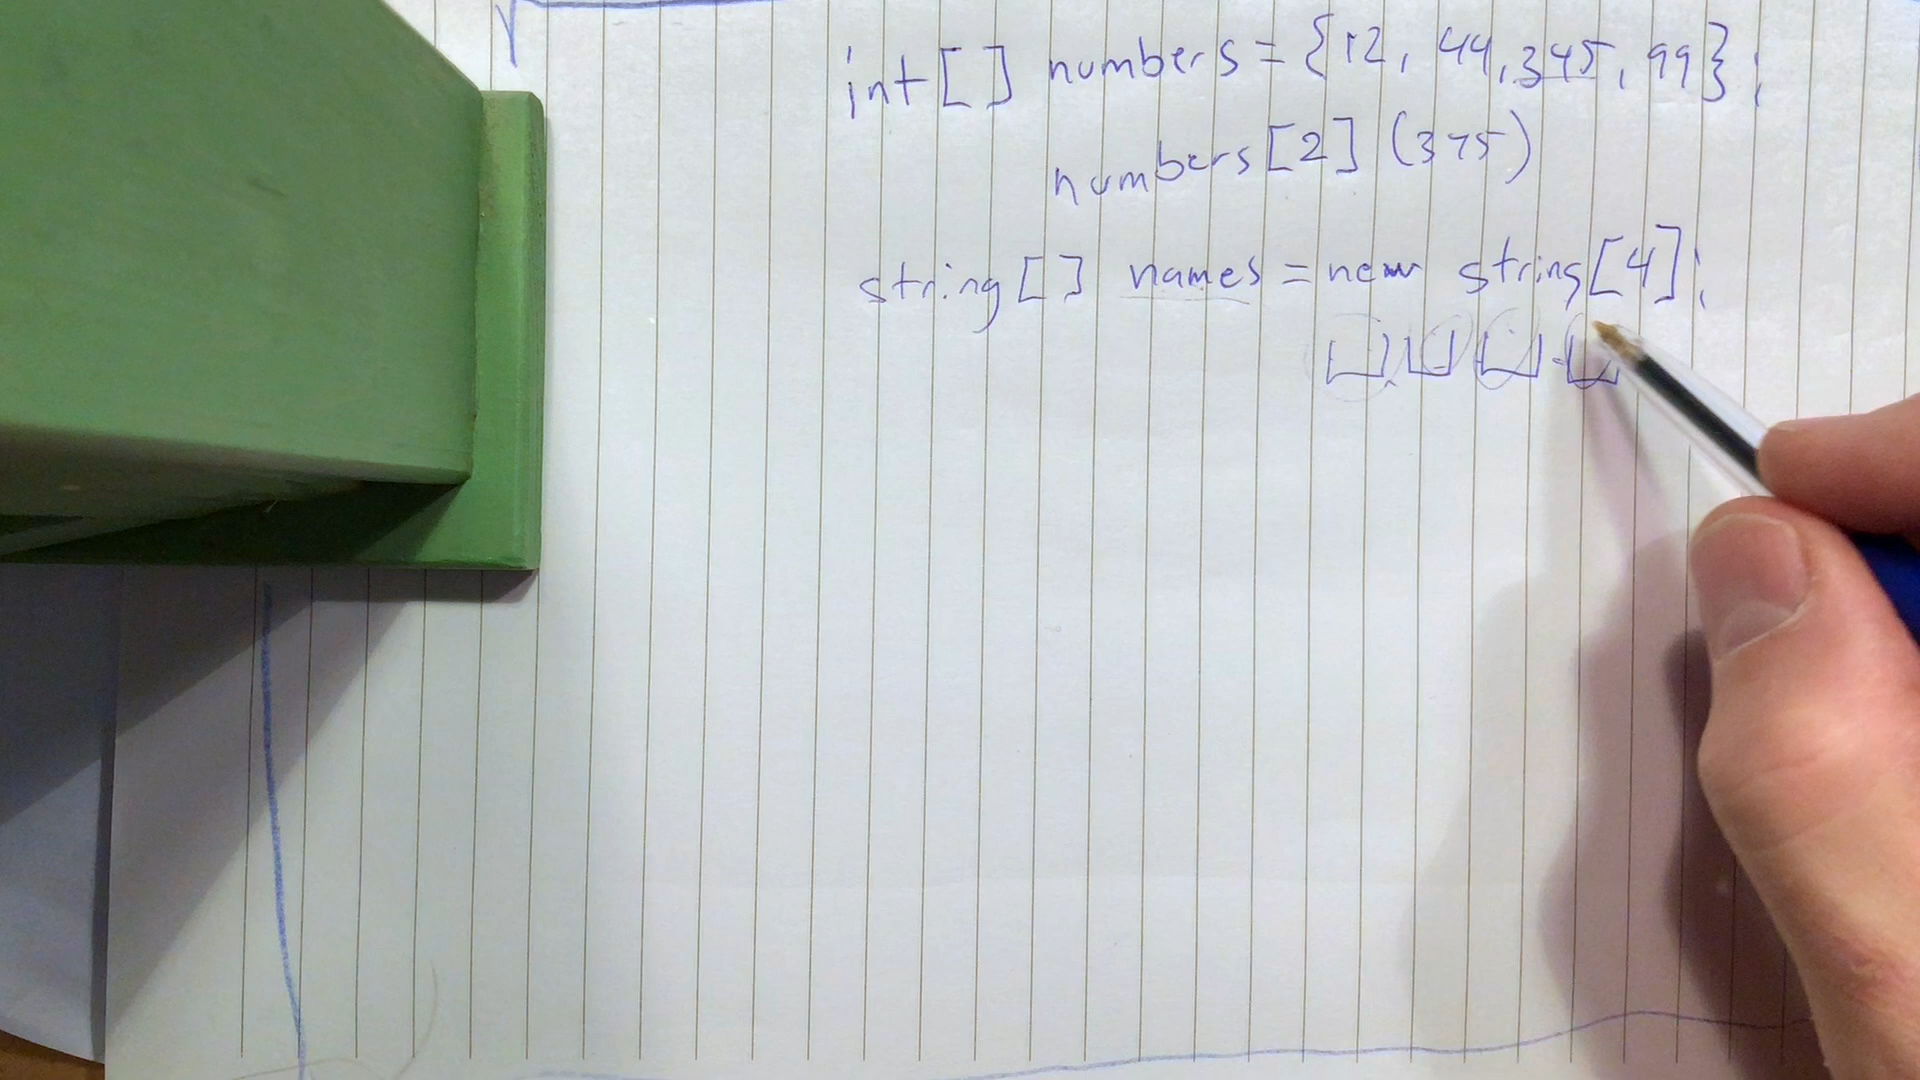 int[] numbers = {12, 44, 345, 99};
numbers[2] (345)
string[] names = new string[4];